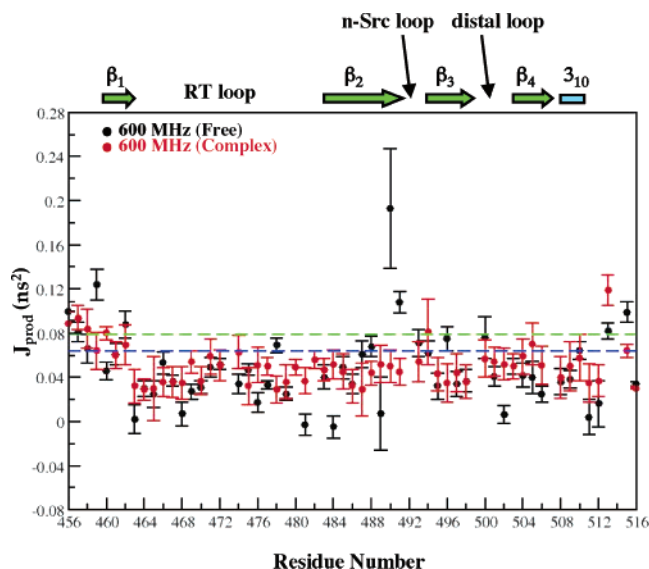 n-Src loop distal loop
β1 RT loop β2 β3 β4 310
600 MHz (Free)
600 MHz (Complex)
Jprod (ns2)
0.28
0.24
0.20
0.16
0.12
0.08
0.04
0
-0.04
-0.08
456 460 464 468 472 476 480 484 488 492 496 500 504 508 512 516
Residue Number